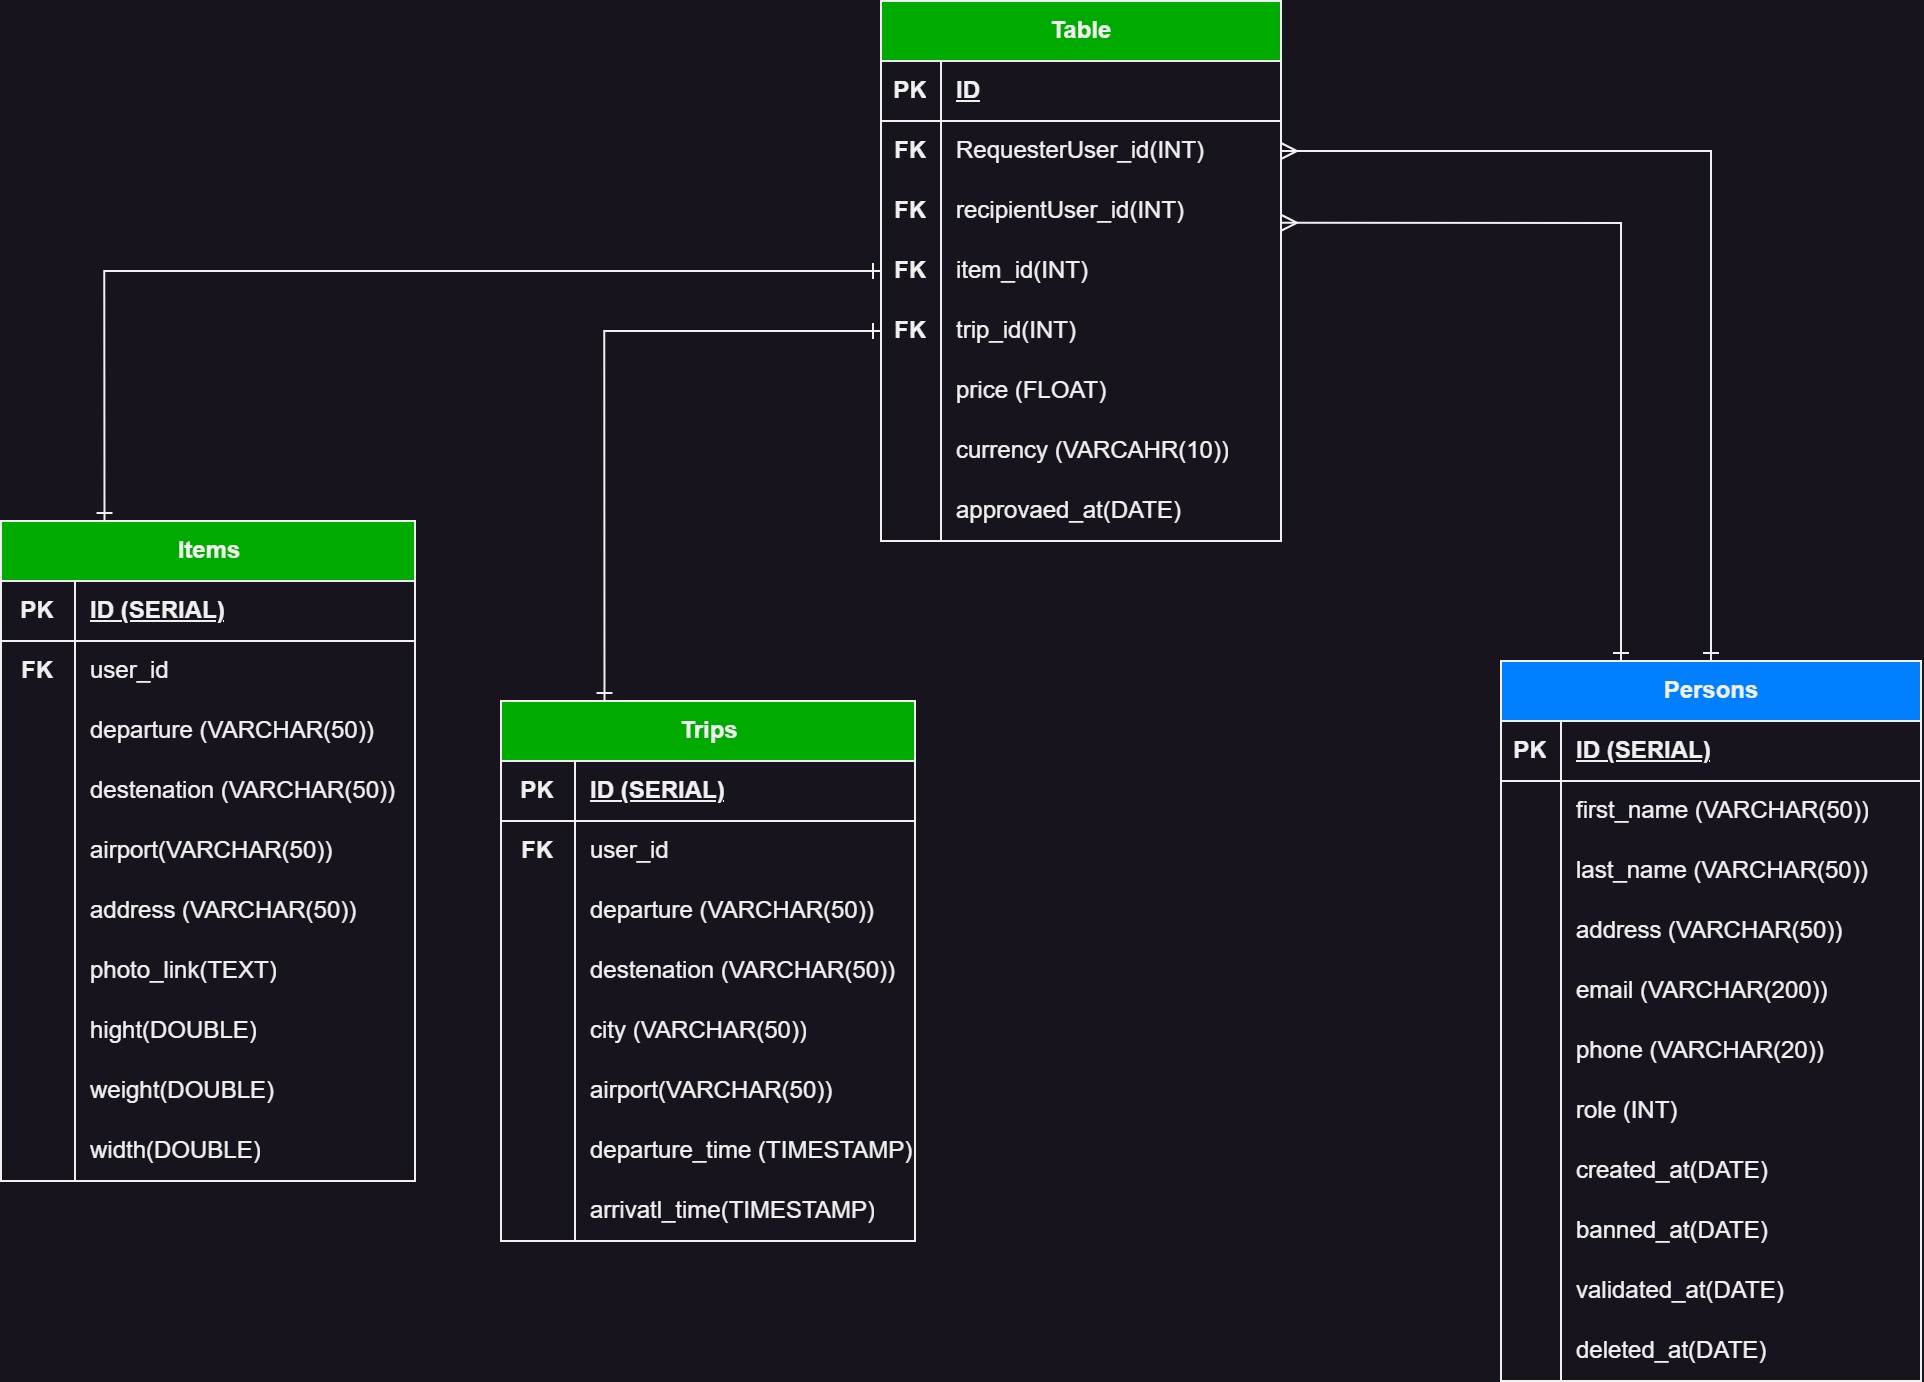 Table
PK ID
FK RequesterUser_id(INT)
FK recipientUser_id(INT)
FK item_id(INT)
FK trip_id(INT)
price (FLOAT)
currency (VARCAHR(10))
approvaed_at(DATE)
Items
PK ID (SERIAL)
FK user_id
departure (VARCHAR(50))
destenation (VARCHAR(50))
airport(VARCHAR(50))
address (VARCHAR(50))
photo_link(TEXT)
hight(DOUBLE)
weight(DOUBLE)
width(DOUBLE)
Trips
PK ID (SERIAL)
FK user_id
departure (VARCHAR(50))
destenation (VARCHAR(50))
city (VARCHAR(50))
airport(VARCHAR(50))
departure_time (TIMESTAMP)
arrivatl_time(TIMESTAMP)
Persons
PK ID (SERIAL)
first_name (VARCHAR(50))
last_name (VARCHAR(50))
address (VARCHAR(50))
email (VARCHAR(200))
phone (VARCHAR(20))
role (INT)
created_at(DATE)
banned_at(DATE)
validated_at(DATE)
deleted_at(DATE)